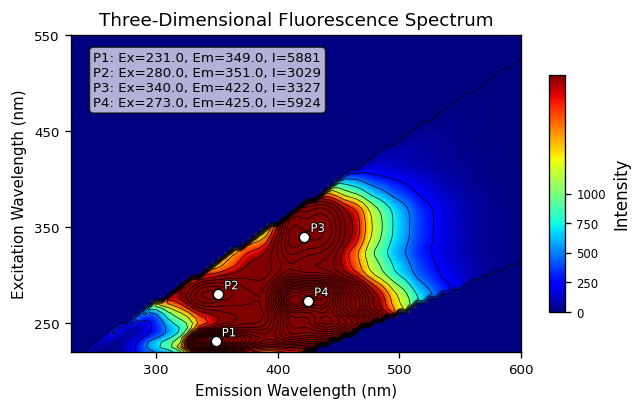 Three-Dimensional Fluorescence Spectrum
P1: Ex=231.0, Em=349.0, I=5881
P2: Ex=280.0, Em=351.0, I=3029
P3: Ex=340.0, Em=422.0, I=3327
P4: Ex=273.0, Em=425.0, I=5924
550
450
350
250
Excitation Wavelength (nm)
P3
P2
P4
P1
300
400
500
600
Emission Wavelength (nm)
1000
750
500
250
0
Intensity